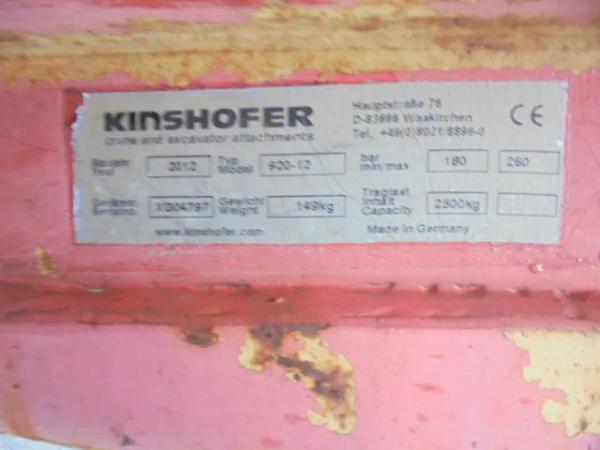 KINSHOFER
crane and excavator attachments
Hauptstraße 76
D-83666 Waakirchen
Tel. +49(0)8021/8899-0
CE
Baujahr Year 2012 Typ Model 920-12 bar min/max 180 260
Serialno. XG04797 Gewicht Weight 149kg Traglast Inhalt Capacity 2500kg
www.kinshofer.com Made in Germany